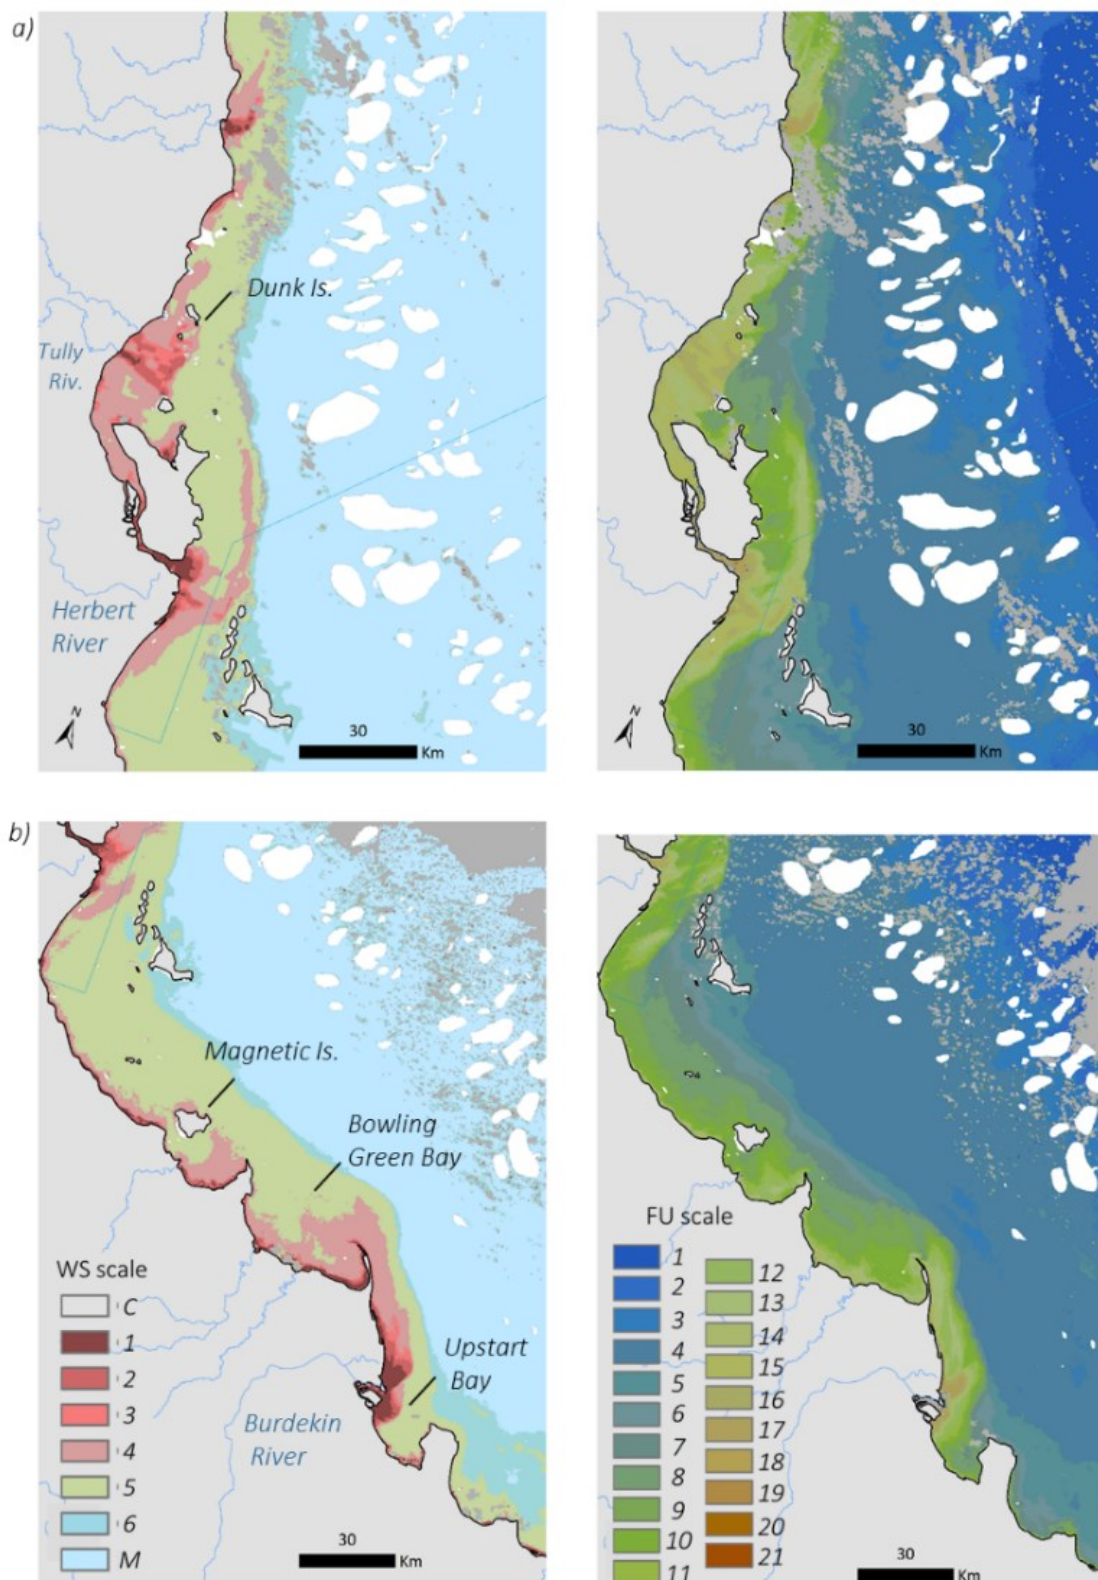 a)
Dunk Is.
Tully
Riv.
Herbert
River
N
30
Km
N
30
Km
b)
Magnetic Is.
Bowling
Green Bay
Upstart
Bay
Burdekin
River
WS scale
C
1
2
3
4
5
6
M
30
Km
FU scale
1
2
3
4
5
6
7
8
9
10
11
12
13
14
15
16
17
18
19
20
21
30
Km